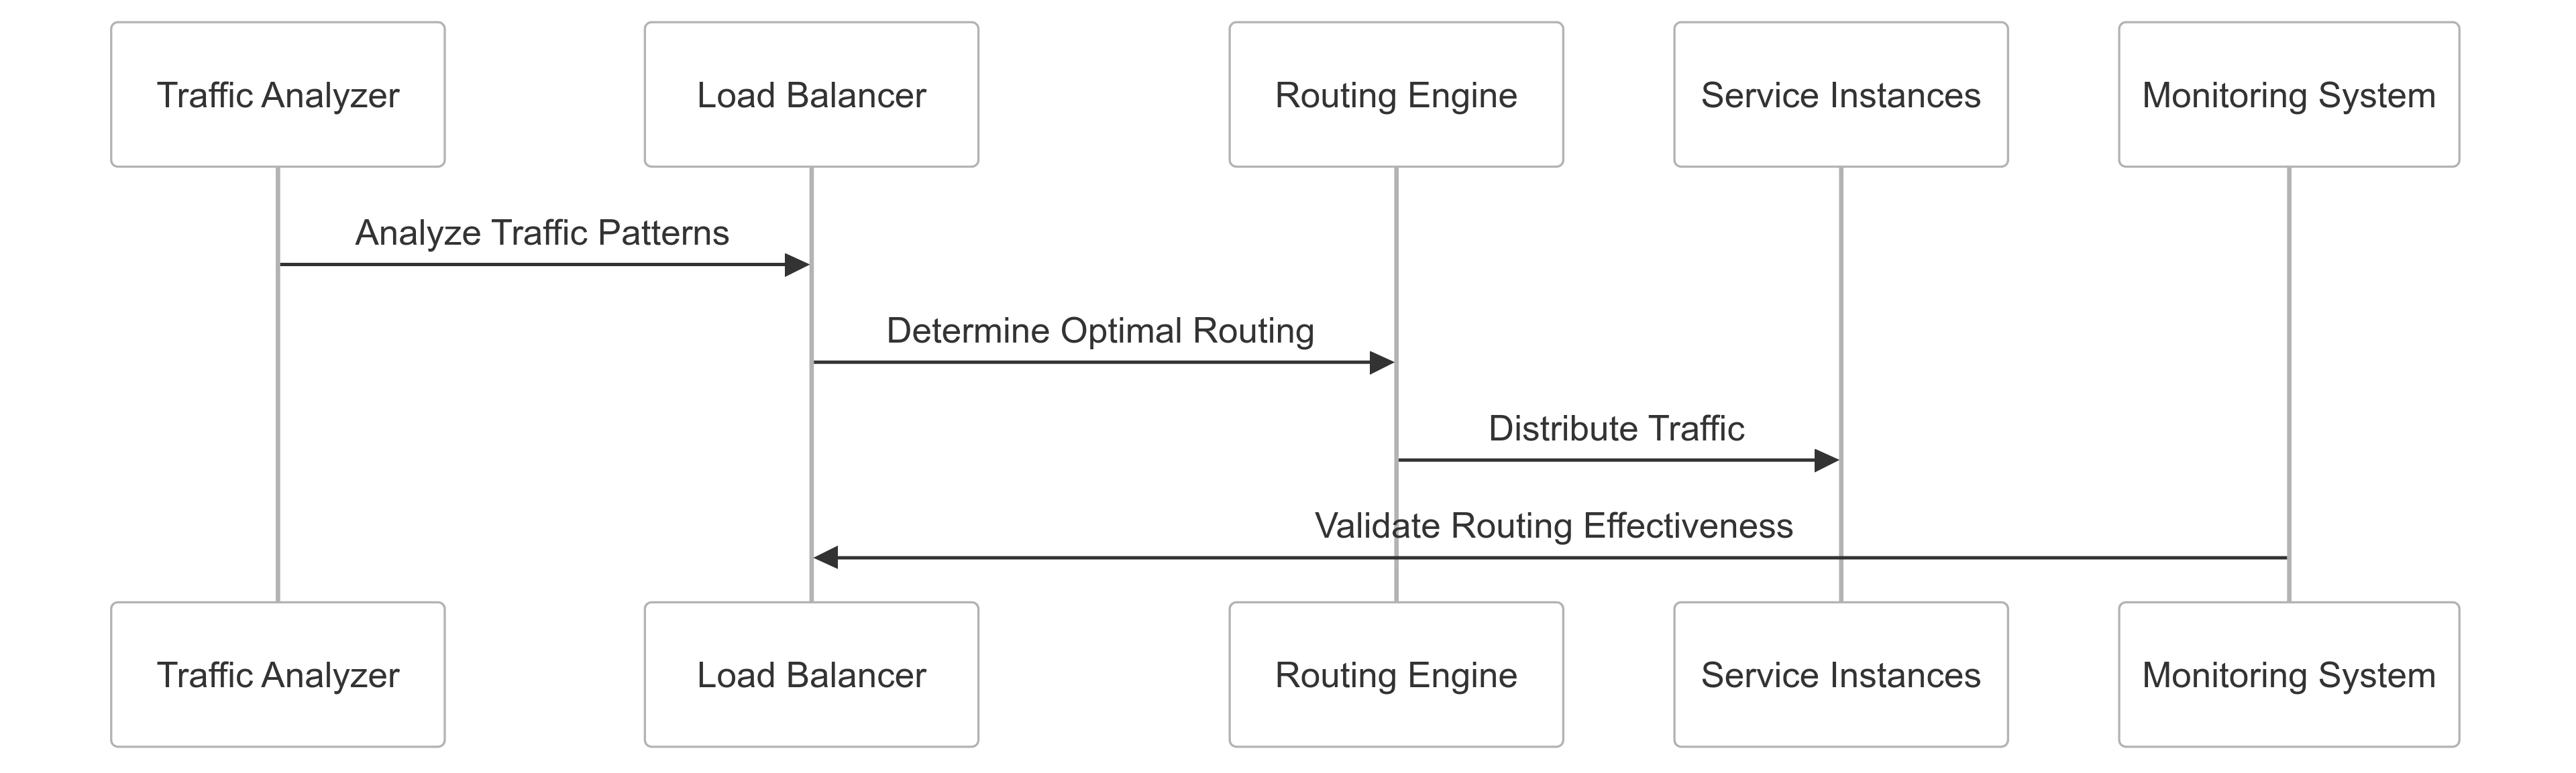 Traffic Analyzer
Load Balancer
Routing Engine
Service Instances
Monitoring System
Analyze Traffic Patterns
Determine Optimal Routing
Distribute Traffic
Validate Routing Effectiveness
Traffic Analyzer
Load Balancer
Routing Engine
Service Instances
Monitoring System